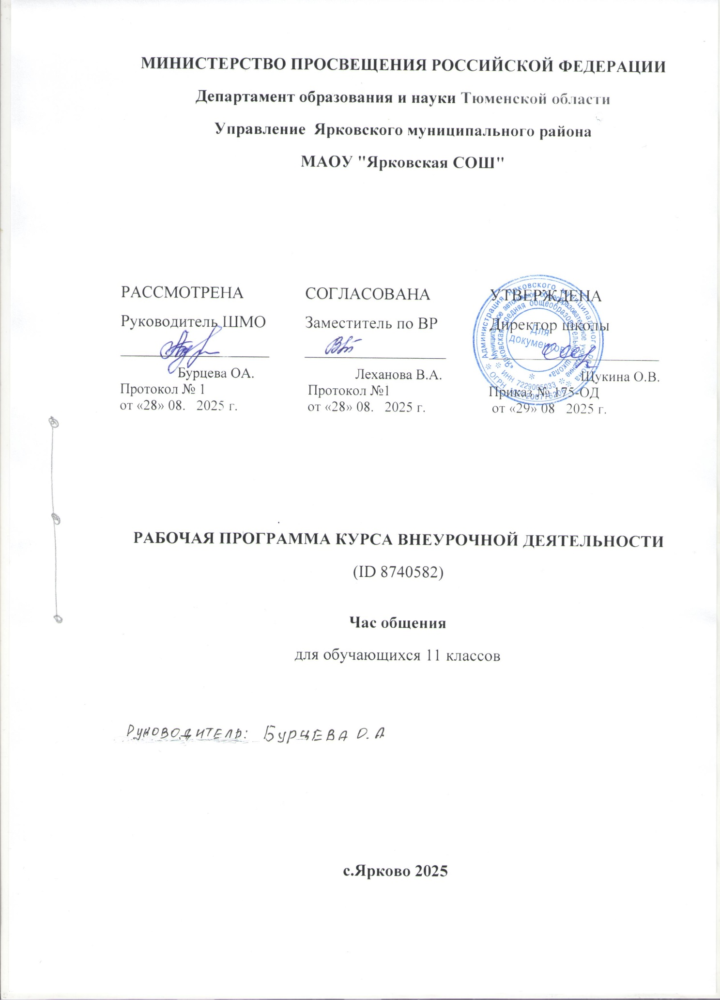 МИНИСТЕРСТВО ПРОСВЕЩЕНИЯ РОССИЙСКОЙ ФЕДЕРАЦИИ
Департамент образования и науки Тюменской области
Управление Ярковского муниципального района
МАОУ "Ярковская СОШ"
РАССМОТРЕНА
Руководитель ШМО
Бурцева ОА.
Протокол № 1
от «28» 08. 2025 г.
СОГЛАСОВАНА
Заместитель по ВР
Леханова В.А.
Протокол №1
от «28» 08. 2025 г.
УТВЕРЖДЕНА
Директор школы
Щукина О.В.
Приказ № 175-ОД
от «29» 08 2025 г.
Администрация Ярковского муниципального района
Муниципальное автономное общеобразовательное учреждение
«Ярковская средняя общеобразовательная школа»
ИНН 7229005033
ОГРН
Для
документов
РАБОЧАЯ ПРОГРАММА КУРСА ВНЕУРОЧНОЙ ДЕЯТЕЛЬНОСТИ
(ID 8740582)
Час общения
для обучающихся 11 классов
Руководитель: Бурцева О.А
с.Ярково 2025